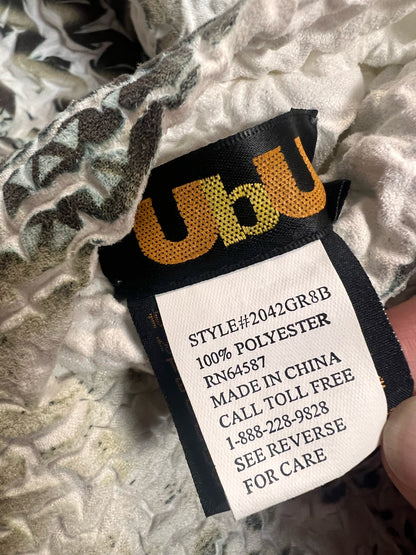 UbU
STYLE#2042GR8B
100% POLYESTER
RN64587
MADE IN CHINA
CALL TOLL FREE
1-888-228-9828
SEE REVERSE
FOR CARE